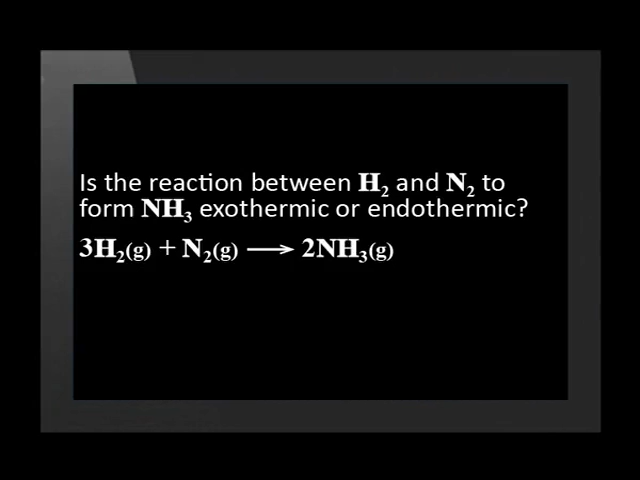 Is the reaction between H₂ and N₂ to
form NH₃ exothermic or endothermic?
3H₂(g) + N₂(g) ⟶ 2NH₃(g)